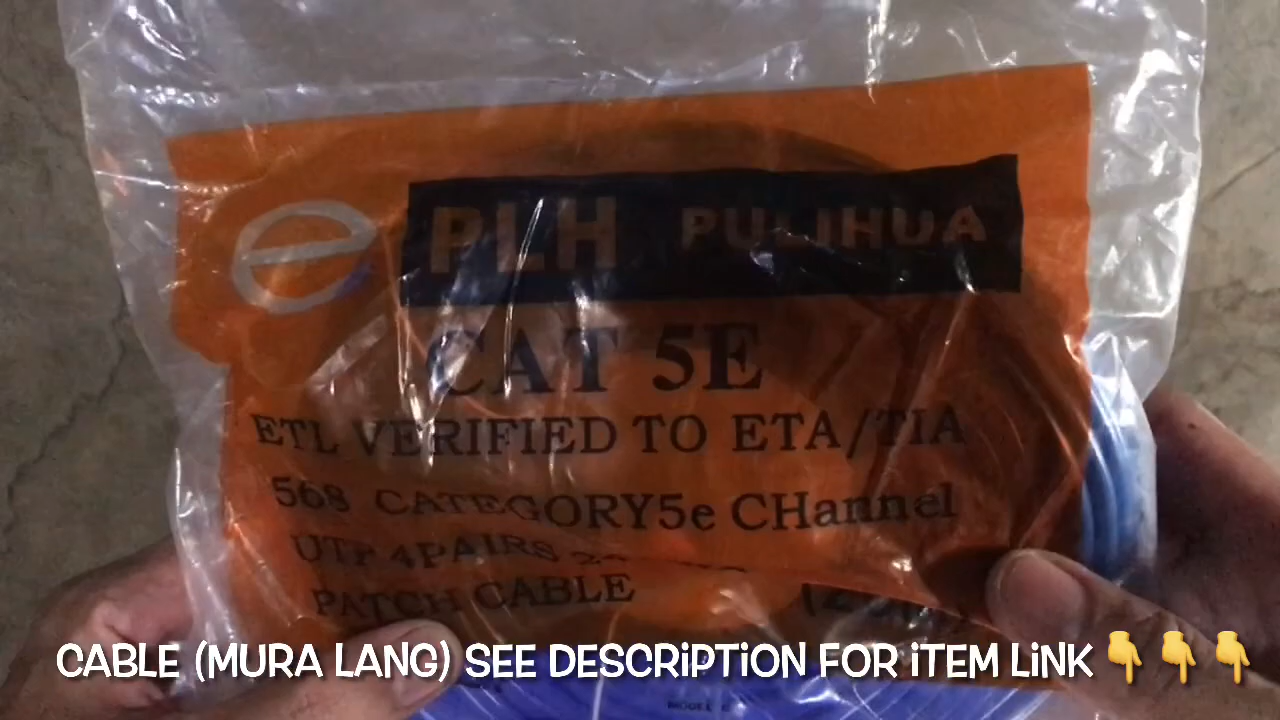 e PLH PULIHUA
CAT 5E
ETL VERIFIED TO ETA/TIA
568 CATEGORY5e CHannel
UTP 4PAIRS
PATCH CABLE
CABLE (MURA LANG) SEE DESCRIPTION FOR ITEM LINK 👇👇👇